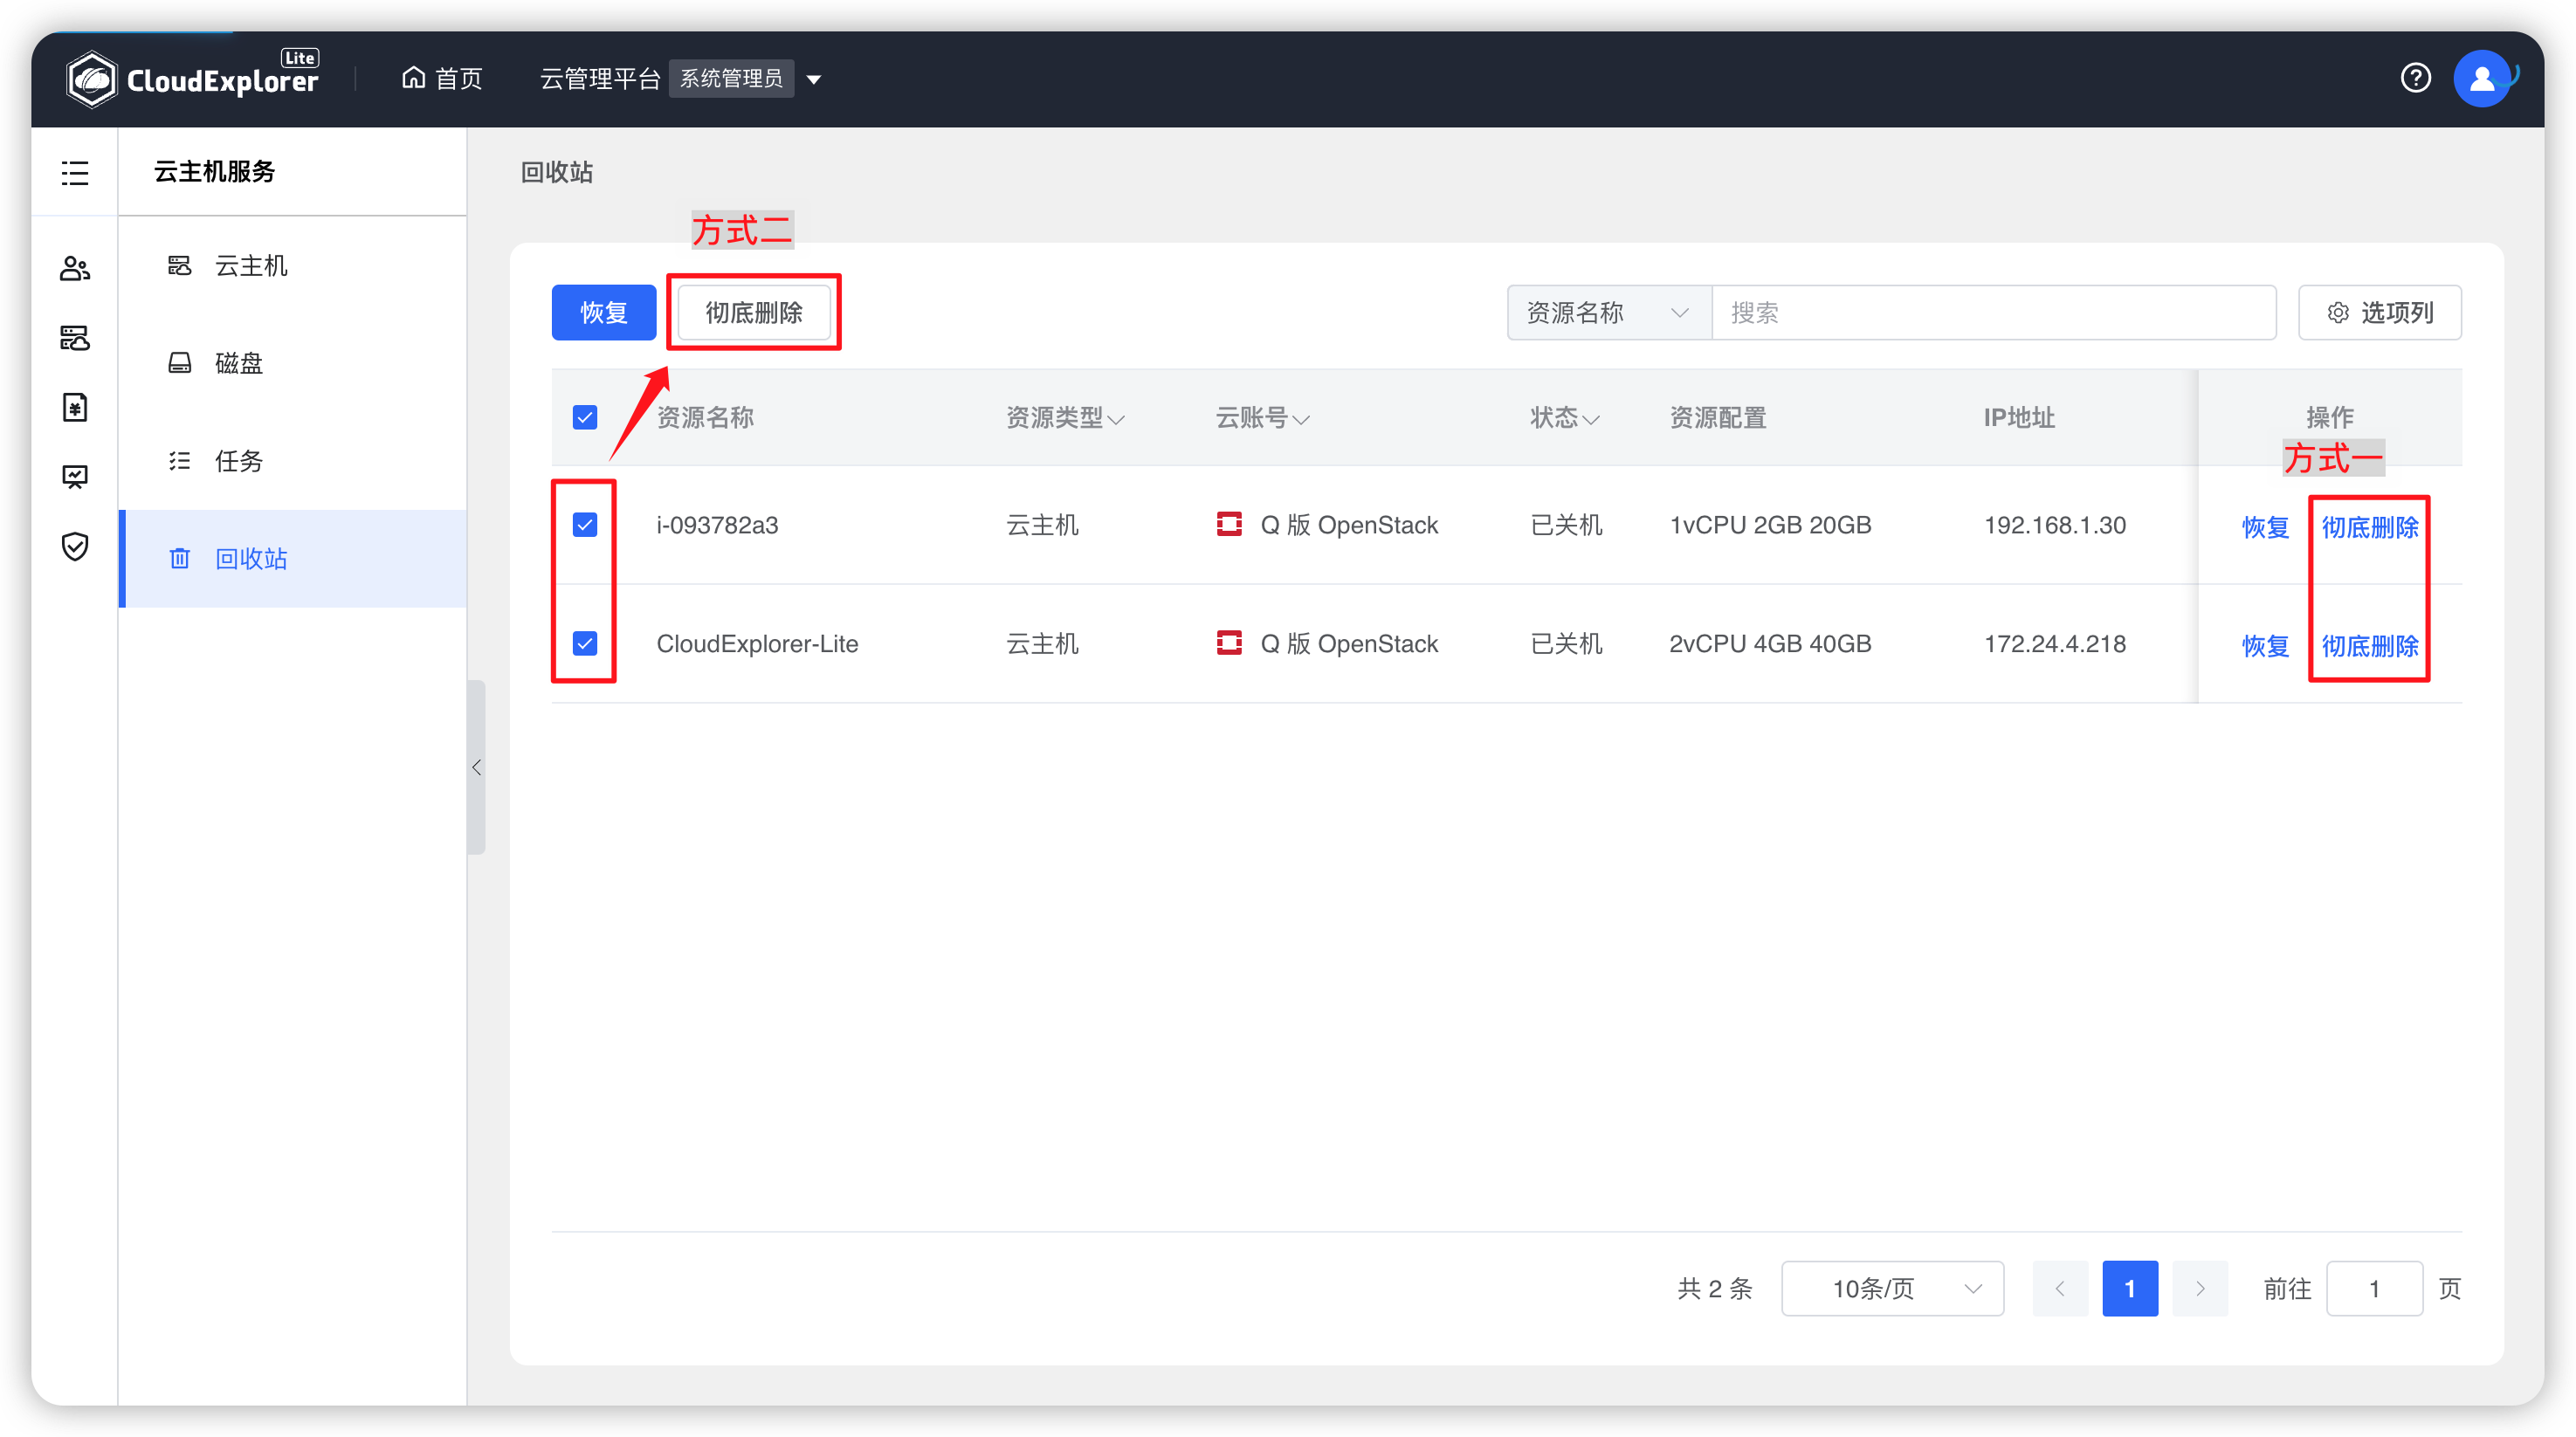 CloudExplorer Lite
首页
云管理平台 系统管理员
云主机服务
云主机
磁盘
任务
回收站
回收站
方式二
恢复 彻底删除
资源名称 搜索 选项列
资源名称 资源类型 云账号 状态 资源配置 IP地址 操作
方式一
i-093782a3 云主机 Q 版 OpenStack 已关机 1vCPU 2GB 20GB 192.168.1.30 恢复 彻底删除
CloudExplorer-Lite 云主机 Q 版 OpenStack 已关机 2vCPU 4GB 40GB 172.24.4.218 恢复 彻底删除
共 2 条 10条/页 1 前往 1 页